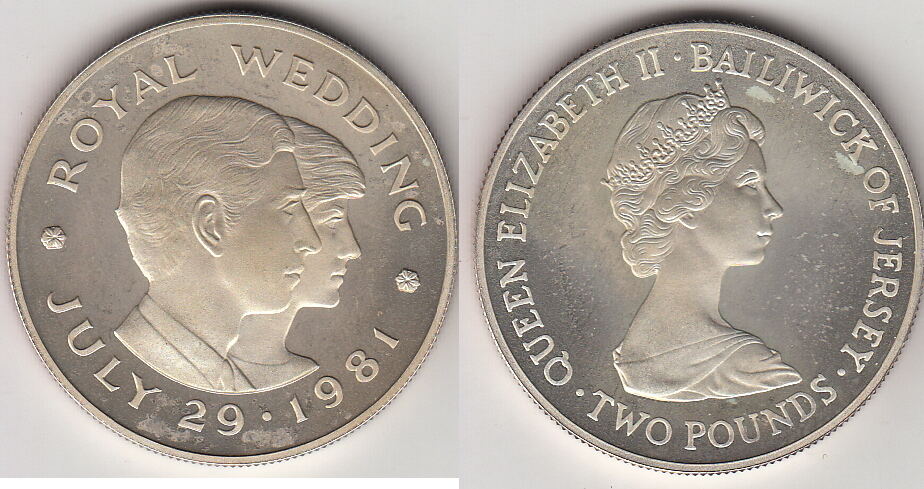 ROYAL WEDDING
JULY 29 · 1981
QUEEN ELIZABETH II · BAILIWICK OF JERSEY ·
· TWO POUNDS ·